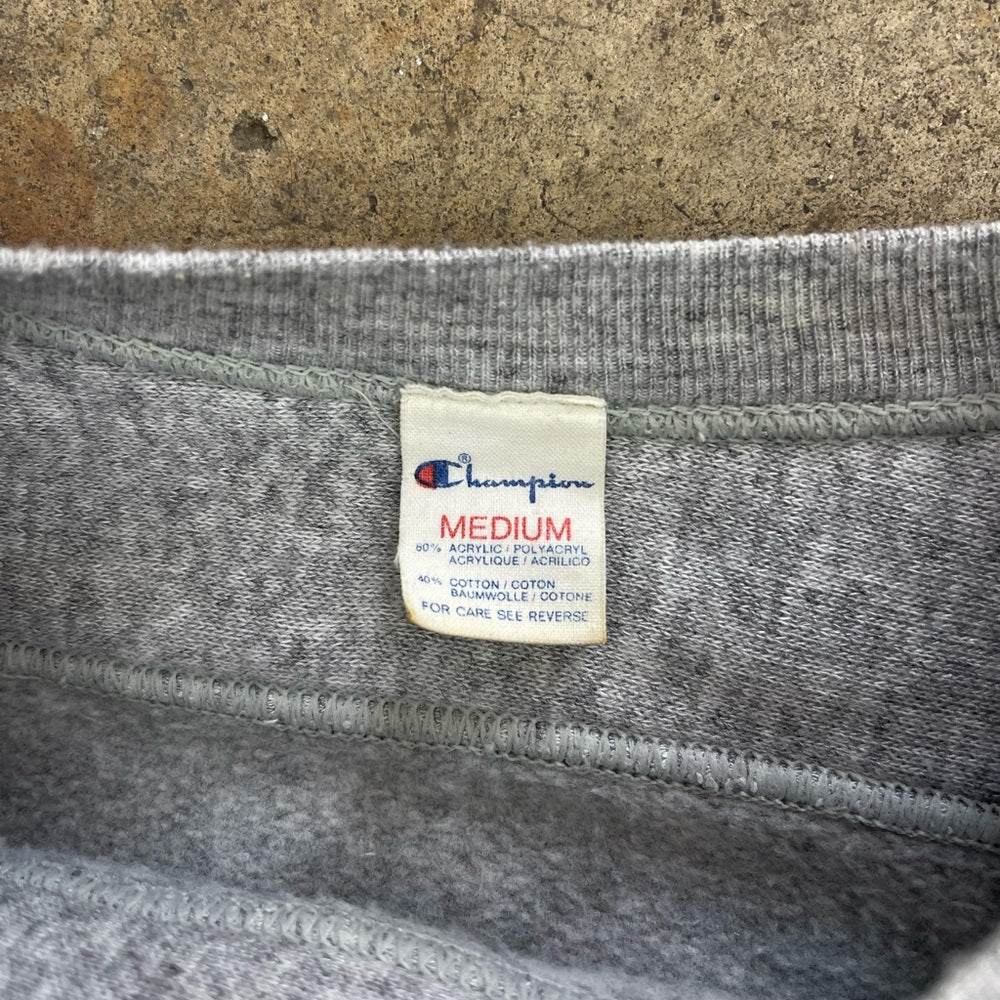 Champion®
MEDIUM
60% ACRYLIC / POLYACRYL
ACRYLIQUE / ACRILICO
40% COTTON / COTON
BAUMWOLLE / COTONE
FOR CARE SEE REVERSE